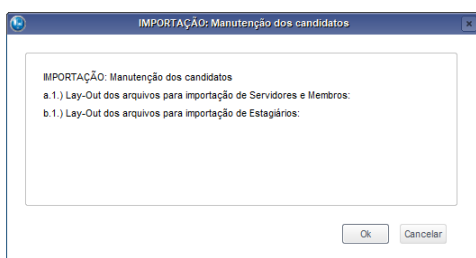 IMPORTAÇÃO: Manutenção dos candidatos
IMPORTAÇÃO: Manutenção dos candidatos
a.1.) Lay-Out dos arquivos para importação de Servidores e Membros:
b.1.) Lay-Out dos arquivos para importação de Estagiários:
Ok Cancelar